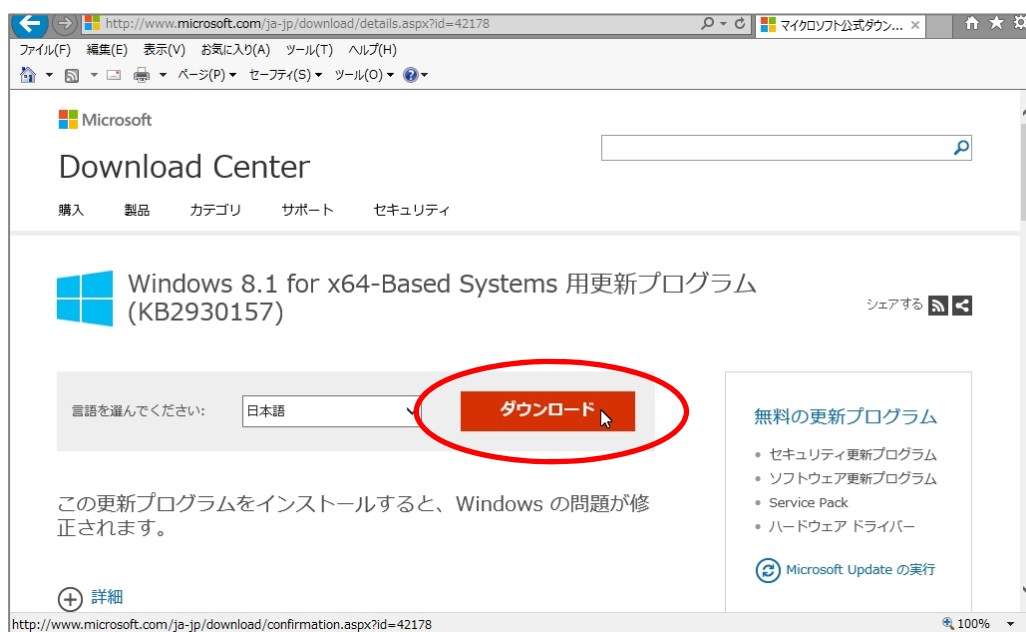 http://www.microsoft.com/ja-jp/download/details.aspx?id=42178
マイクロソフト公式ダウン... ×
ファイル(F) 編集(E) 表示(V) お気に入り(A) ツール(T) ヘルプ(H)
ページ(P) セーフティ(S) ツール(O)
Microsoft
Download Center
購入 製品 カテゴリ サポート セキュリティ
Windows 8.1 for x64-Based Systems 用更新プログラム
(KB2930157)
シェアする
言語を選んでください: 日本語 ダウンロード
無料の更新プログラム
• セキュリティ更新プログラム
• ソフトウェア更新プログラム
• Service Pack
• ハードウェア ドライバー
Microsoft Update の実行
この更新プログラムをインストールすると、Windows の問題が修
正されます。
詳細
http://www.microsoft.com/ja-jp/download/confirmation.aspx?id=42178
100%